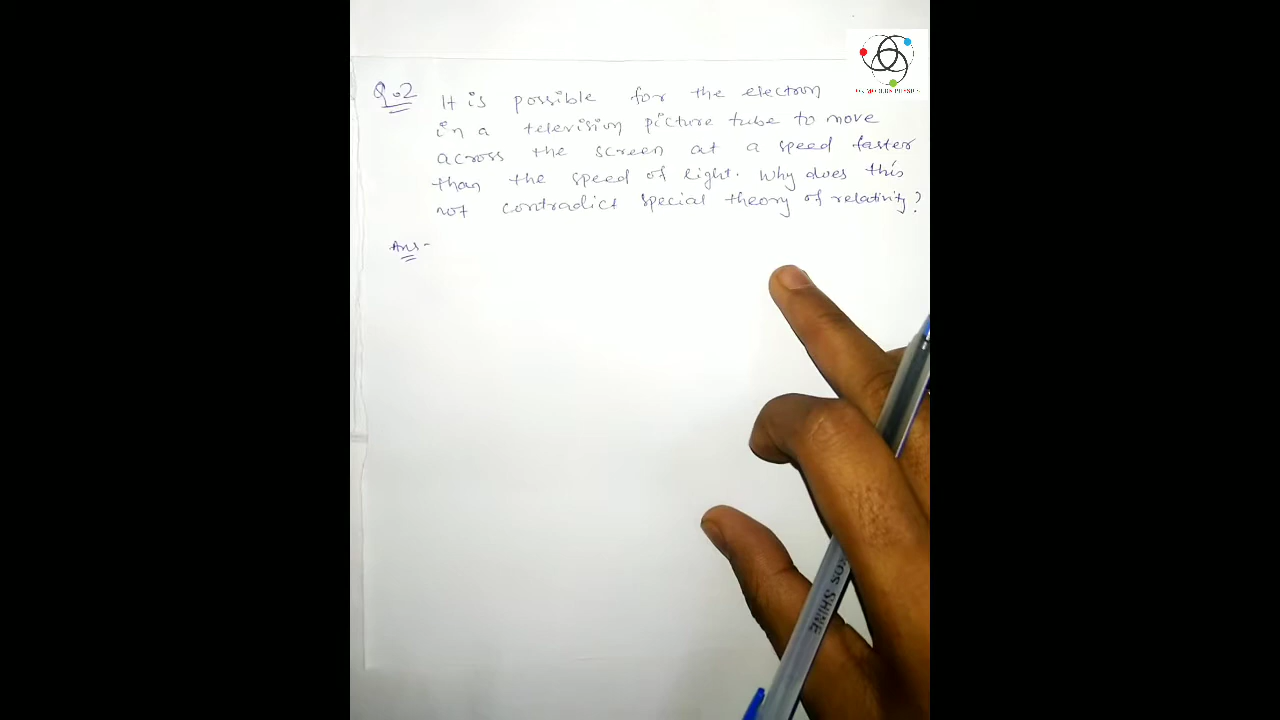 Q.2 It is possible for the electron
in a television picture tube to move
across the screen at a speed faster
than the speed of light. Why does this
not contradict special theory of relativity?
Ans-